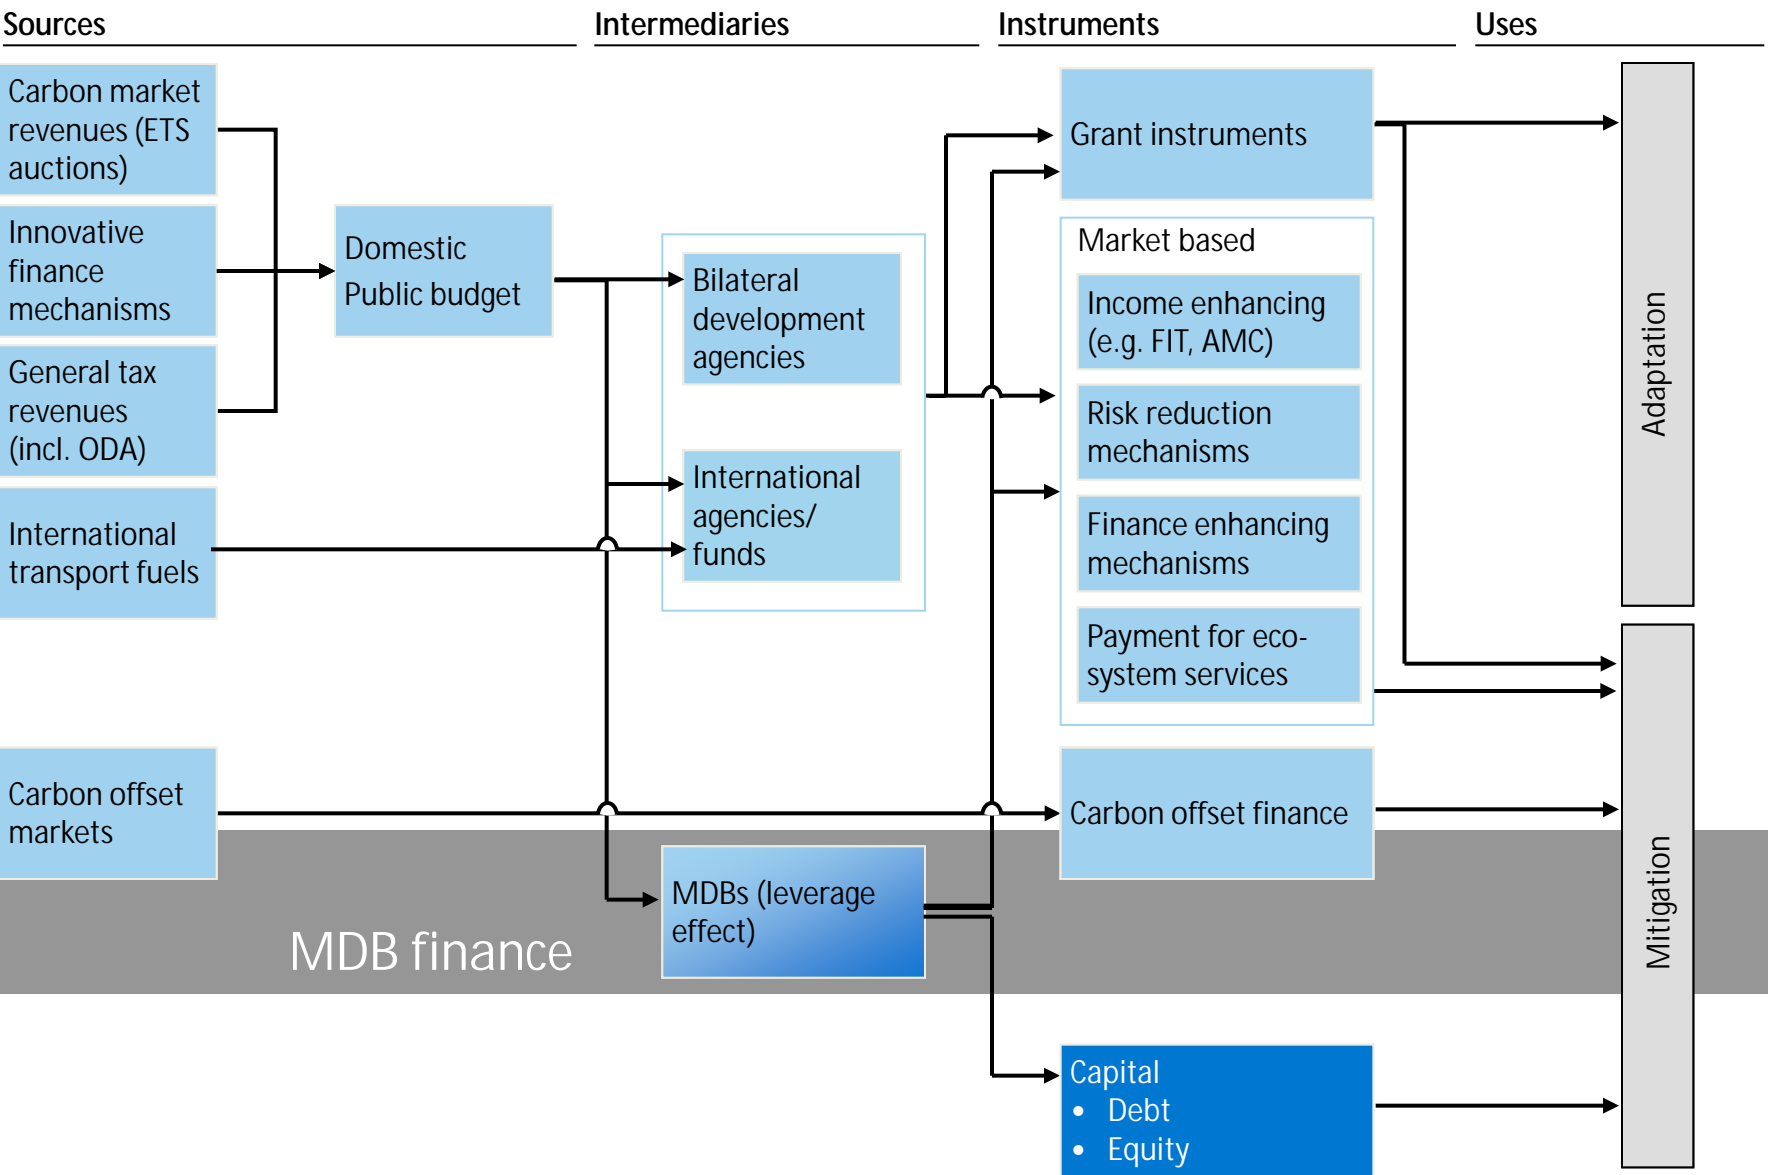 Sources
Intermediaries
Instruments
Uses
Carbon market
revenues (ETS
auctions)
Innovative
finance
mechanisms
General tax
revenues
(incl. ODA)
International
transport fuels
Carbon offset
markets
Domestic
Public budget
Bilateral
development
agencies
International
agencies/
funds
MDBs (leverage
effect)
MDB finance
Grant instruments
Market based
Income enhancing
(e.g. FIT, AMC)
Risk reduction
mechanisms
Finance enhancing
mechanisms
Payment for eco-
system services
Carbon offset finance
Capital
• Debt
• Equity
Adaptation
Mitigation